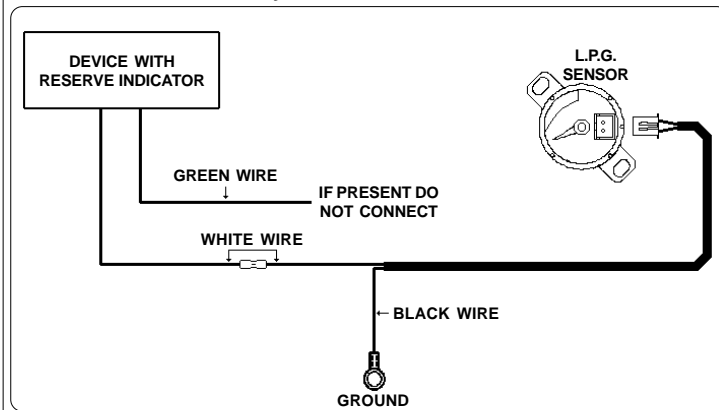 DEVICE WITH
RESERVE INDICATOR
L.P.G.
SENSOR
GREEN WIRE
IF PRESENT DO
NOT CONNECT
WHITE WIRE
BLACK WIRE
GROUND